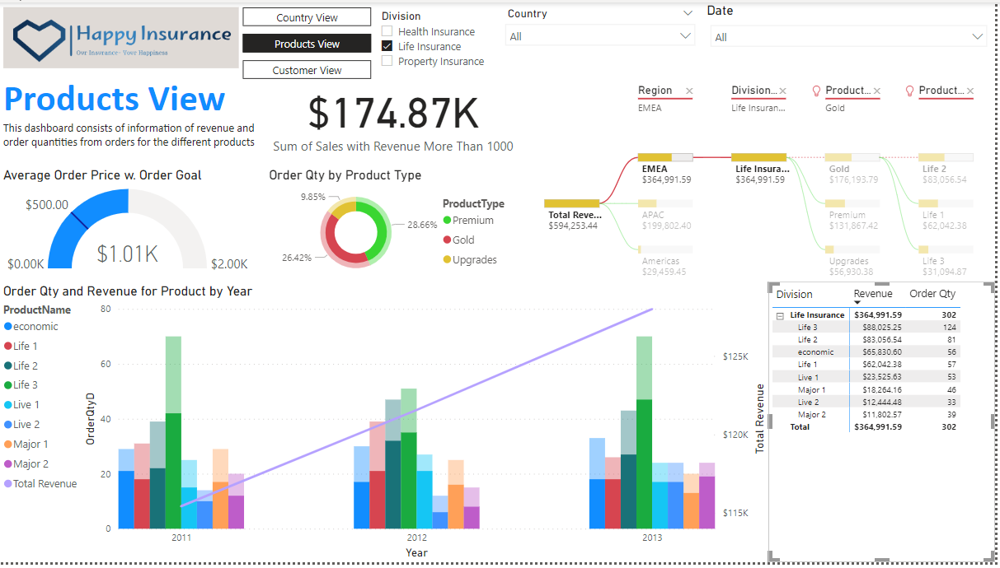 Happy Insurance
Our Insurance- Your Happiness
Country View
Products View
Customer View
Division
Health Insurance
Life Insurance
Property Insurance
Country
All
Date
All
Products View
This dashboard consists of information of revenue and
order quantities from orders for the different products
$174.87K
Sum of Sales with Revenue More Than 1000
Region
EMEA
Division...
Life Insuran...
Product...
Gold
Product...
Total Reve...
$594,253.44
EMEA
$364,991.59
APAC
$199,802.40
Americas
$29,459.45
Life Insura...
$364,991.59
Gold
$176,193.79
Premium
$131,867.42
Upgrades
$56,930.38
Life 2
$83,056.54
Life 1
$62,042.38
Life 3
$31,094.87
Average Order Price w. Order Goal
$500.00
$1.01K
$0.00K
$2.00K
Order Qty by Product Type
9.85%
28.66%
26.42%
ProductType
Premium
Gold
Upgrades
Order Qty and Revenue for Product by Year
ProductName
economic
Life 1
Life 2
Life 3
Live 1
Live 2
Major 1
Major 2
Total Revenue
OrderQtyD
80
60
40
20
0
2011
2012
2013
Year
$125K
$120K
$115K
Total Revenue
Division Revenue Order Qty
Life Insurance $364,991.59 302
Life 3 $88,025.25 124
Life 2 $83,056.54 81
economic $65,830.60 56
Life 1 $62,042.38 57
Live 1 $23,525.63 53
Major 1 $18,264.16 46
Live 2 $12,444.48 33
Major 2 $11,802.57 39
Total $364,991.59 302